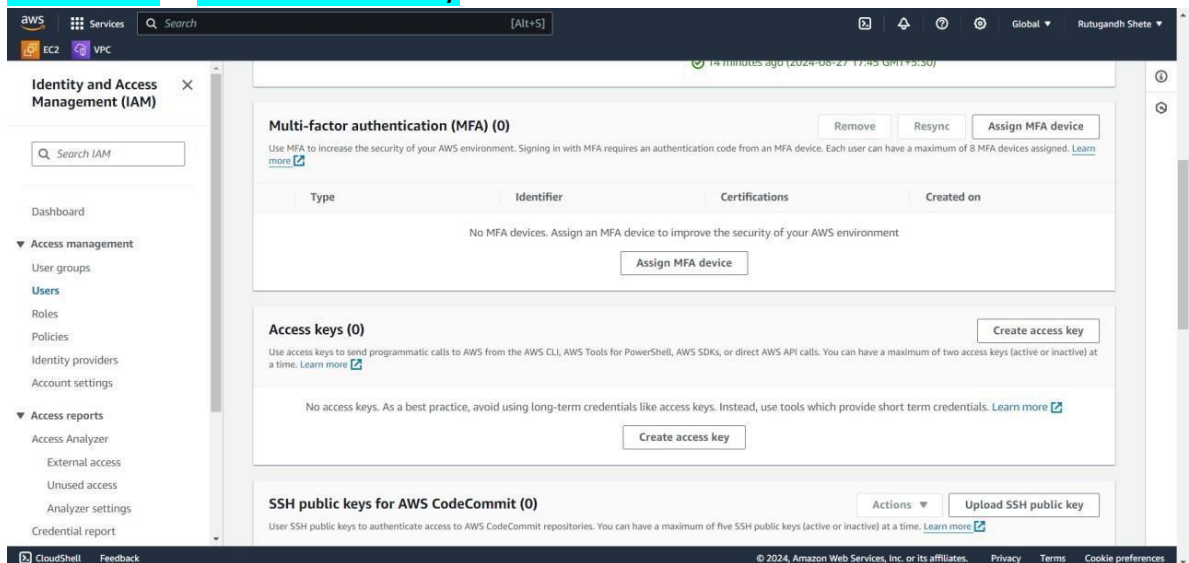 aws Services Search [Alt+S] Global Rutugandh Shete
EC2 VPC
Identity and Access
Management (IAM)
Search IAM
Dashboard
Access management
User groups
Users
Roles
Policies
Identity providers
Account settings
Access reports
Access Analyzer
External access
Unused access
Analyzer settings
Credential report
14 minutes ago (2024-08-27 17:45 GMT+5:30)
Multi-factor authentication (MFA) (0) Remove Resync Assign MFA device
Use MFA to increase the security of your AWS environment. Signing in with MFA requires an authentication code from an MFA device. Each user can have a maximum of 8 MFA devices assigned. Learn
more
Type Identifier Certifications Created on
No MFA devices. Assign an MFA device to improve the security of your AWS environment
Assign MFA device
Access keys (0) Create access key
Use access keys to send programmatic calls to AWS from the AWS CLI, AWS Tools for PowerShell, AWS SDKs, or direct AWS API calls. You can have a maximum of two access keys (active or inactive) at
a time. Learn more
No access keys. As a best practice, avoid using long-term credentials like access keys. Instead, use tools which provide short term credentials. Learn more
Create access key
SSH public keys for AWS CodeCommit (0) Actions Upload SSH public key
User SSH public keys to authenticate access to AWS CodeCommit repositories. You can have a maximum of five SSH public keys (active or inactive) at a time. Learn more
CloudShell Feedback © 2024, Amazon Web Services, Inc. or its affiliates. Privacy Terms Cookie preferences